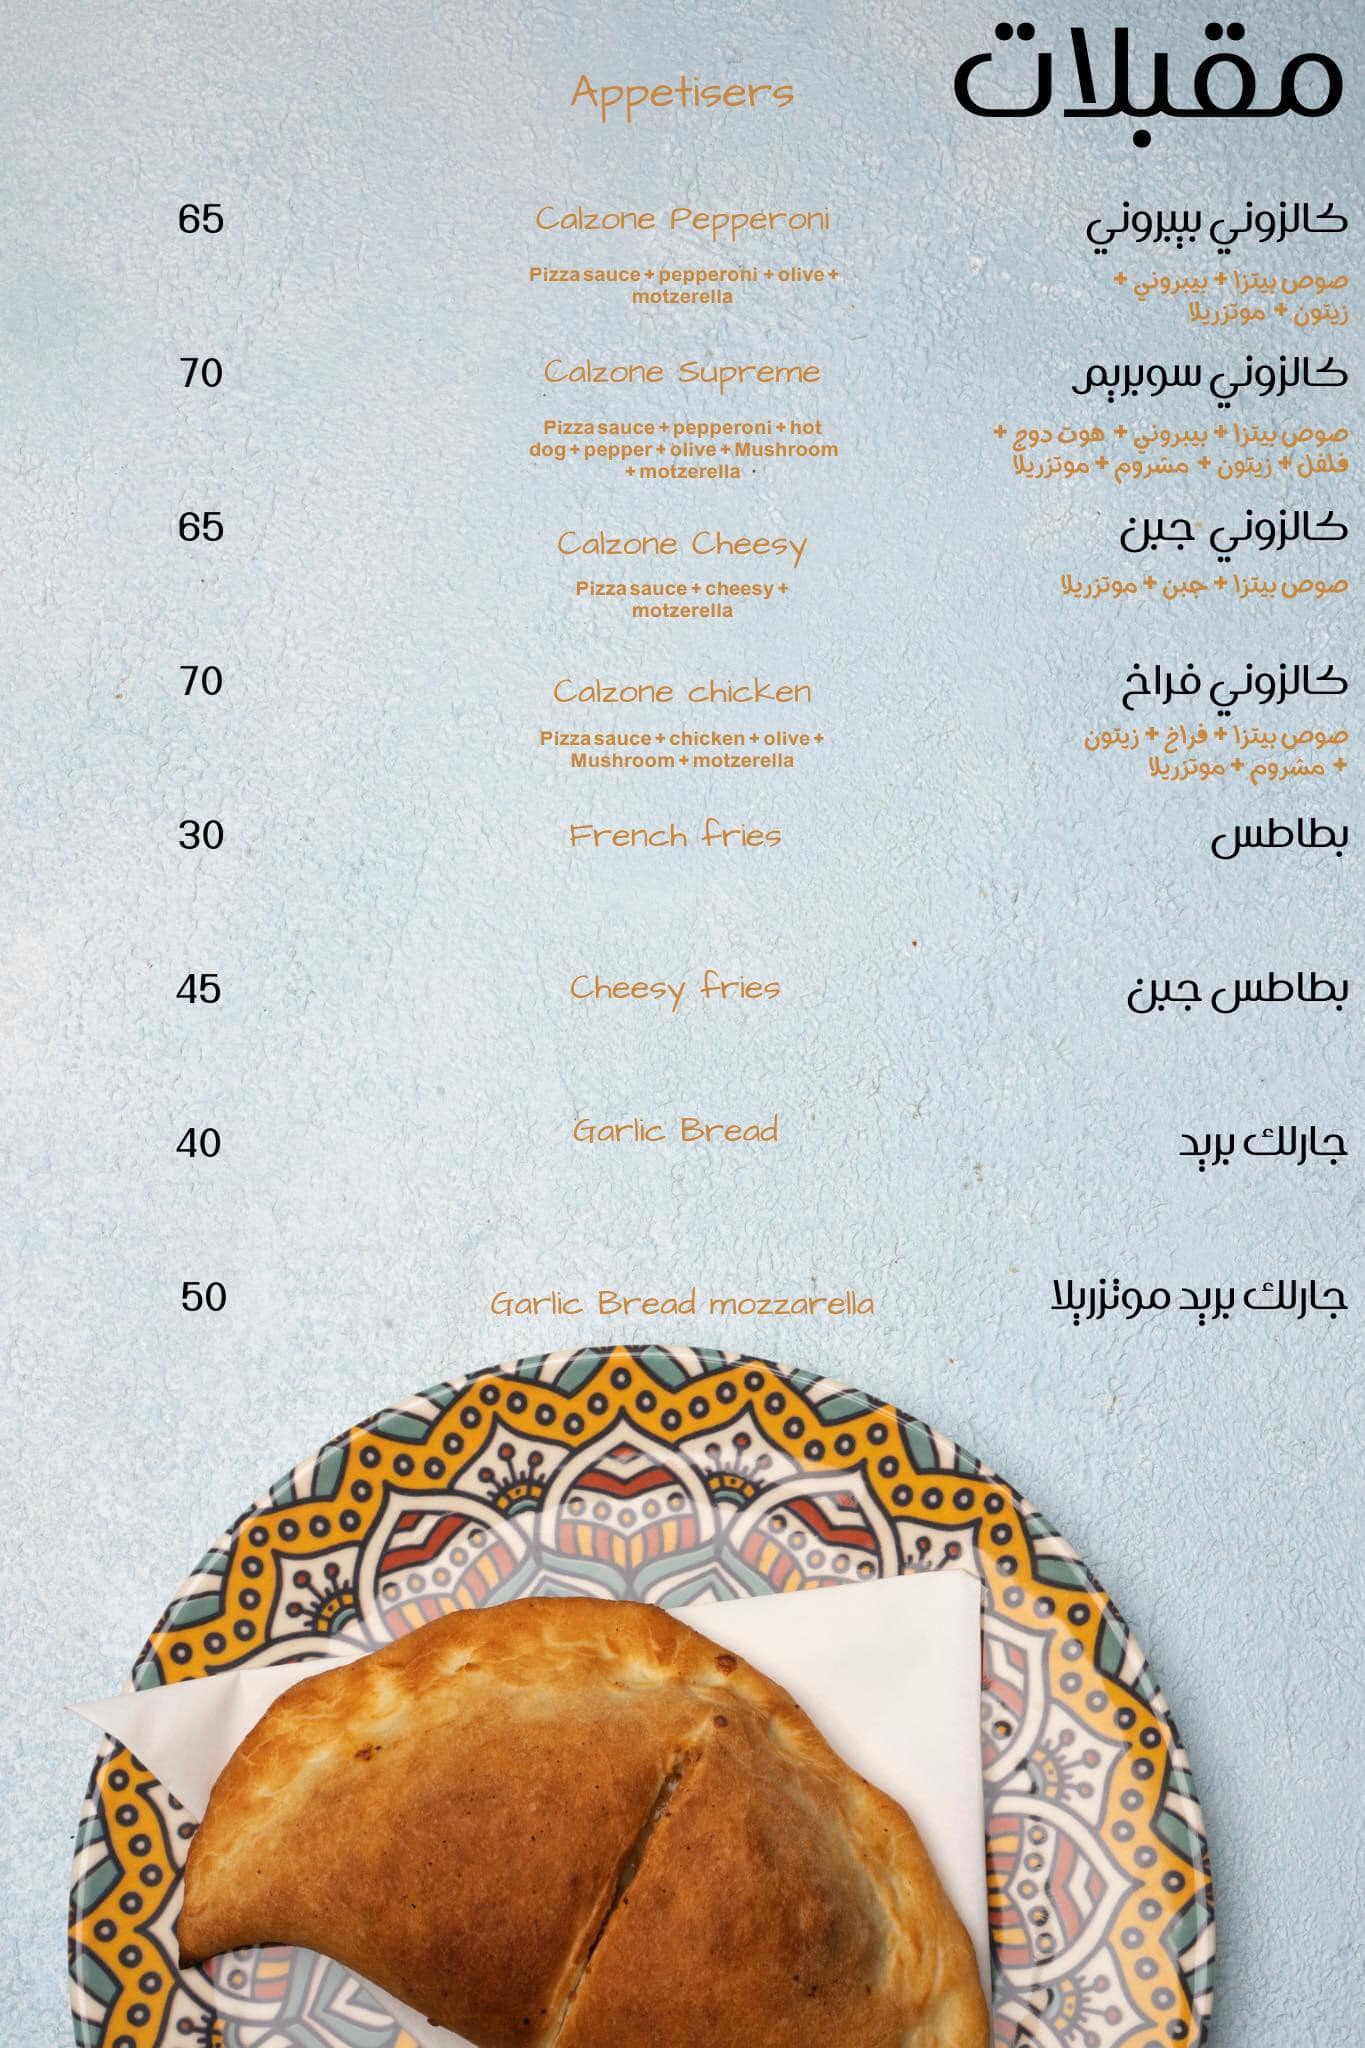 مقبلات
Appetisers
كالزوني بيبروني
Calzone Pepperoni
65
صوص بيتزا + بيبروني +
زيتون + موتزريلا
Pizza sauce + pepperoni + olive +
motzerella
كالزوني سوبريم
Calzone Supreme
70
صوص بيتزا + بيبروني + هوت دوج +
فلفل + زيتون + مشروم + موتزريلا
Pizza sauce + pepperoni + hot
dog + pepper + olive + Mushroom
+ motzerella
كالزوني جبن
Calzone Cheesy
65
صوص بيتزا + جبن + موتزريلا
Pizza sauce + cheesy +
motzerella
كالزوني فراخ
Calzone chicken
70
صوص بيتزا + فراخ + زيتون
+ مشروم + موتزريلا
Pizza sauce + chicken + olive +
Mushroom + motzerella
بطاطس
French fries
30
بطاطس جبن
Cheesy fries
45
جارلك بريد
Garlic Bread
40
جارلك بريد موتزريلا
Garlic Bread mozzarella
50